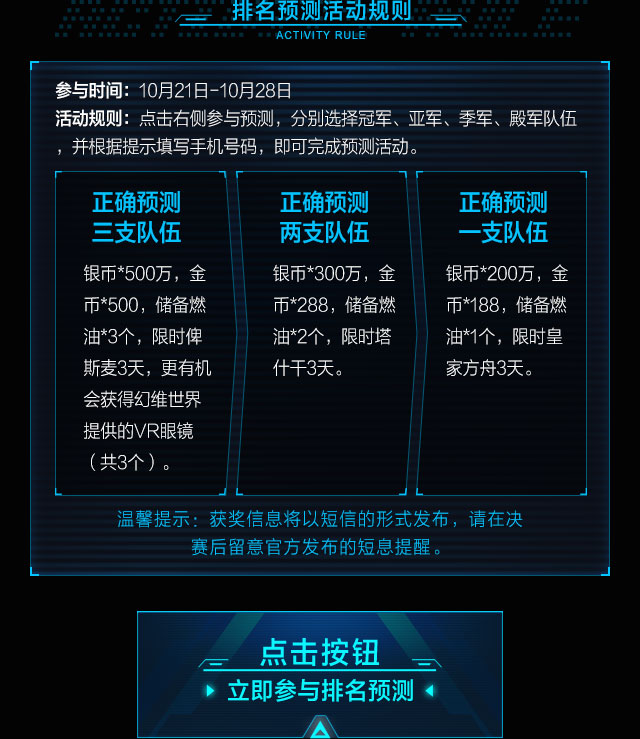 排名预测活动规则
ACTIVITY RULE
参与时间：10月21日-10月28日
活动规则：点击右侧参与预测，分别选择冠军、亚军、季军、殿军队伍
，并根据提示填写手机号码，即可完成预测活动。
正确预测
三支队伍
银币*500万，金
币*500，储备燃
油*3个，限时俾
斯麦3天，更有机
会获得幻维世界
提供的VR眼镜
（共3个）。
正确预测
两支队伍
银币*300万，金
币*288，储备燃
油*2个，限时塔
什干3天。
正确预测
一支队伍
银币*200万，金
币*188，储备燃
油*1个，限时皇
家方舟3天。
温馨提示：获奖信息将以短信的形式发布，请在决
赛后留意官方发布的短息提醒。
点击按钮
立即参与排名预测